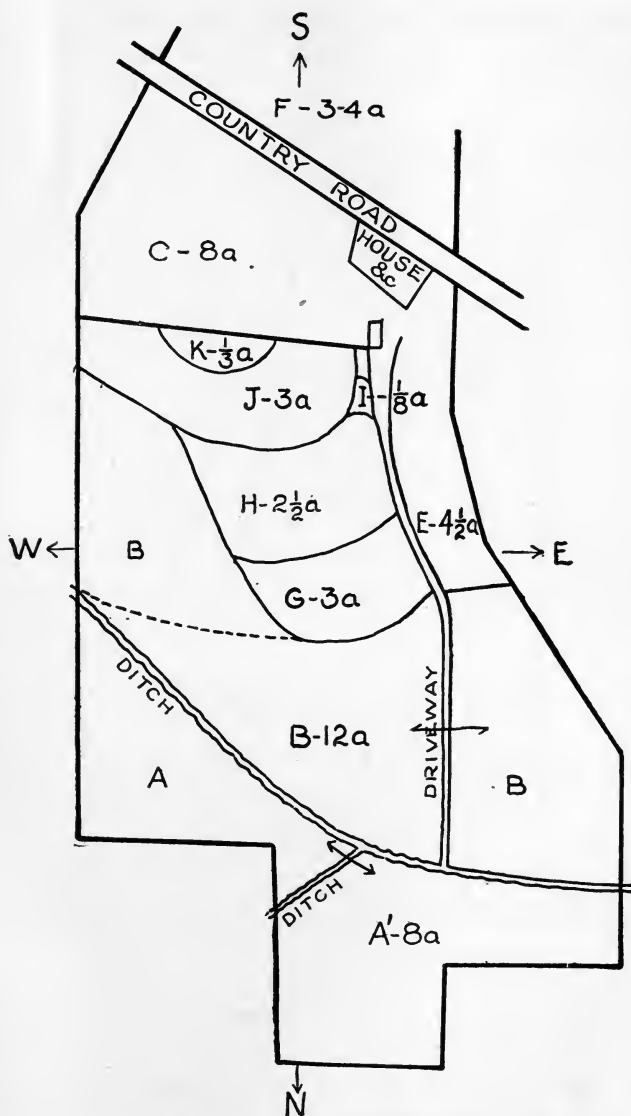 S
F-3-4a
COUNTRY ROAD
C-8a
HOUSE
&c
K-⅓a
J-3a
I-⅛a
H-2½a
E-4½a
W
B
E
G-3a
DITCH
B-12a
DRIVEWAY
B
A
DITCH
A'-8a
N